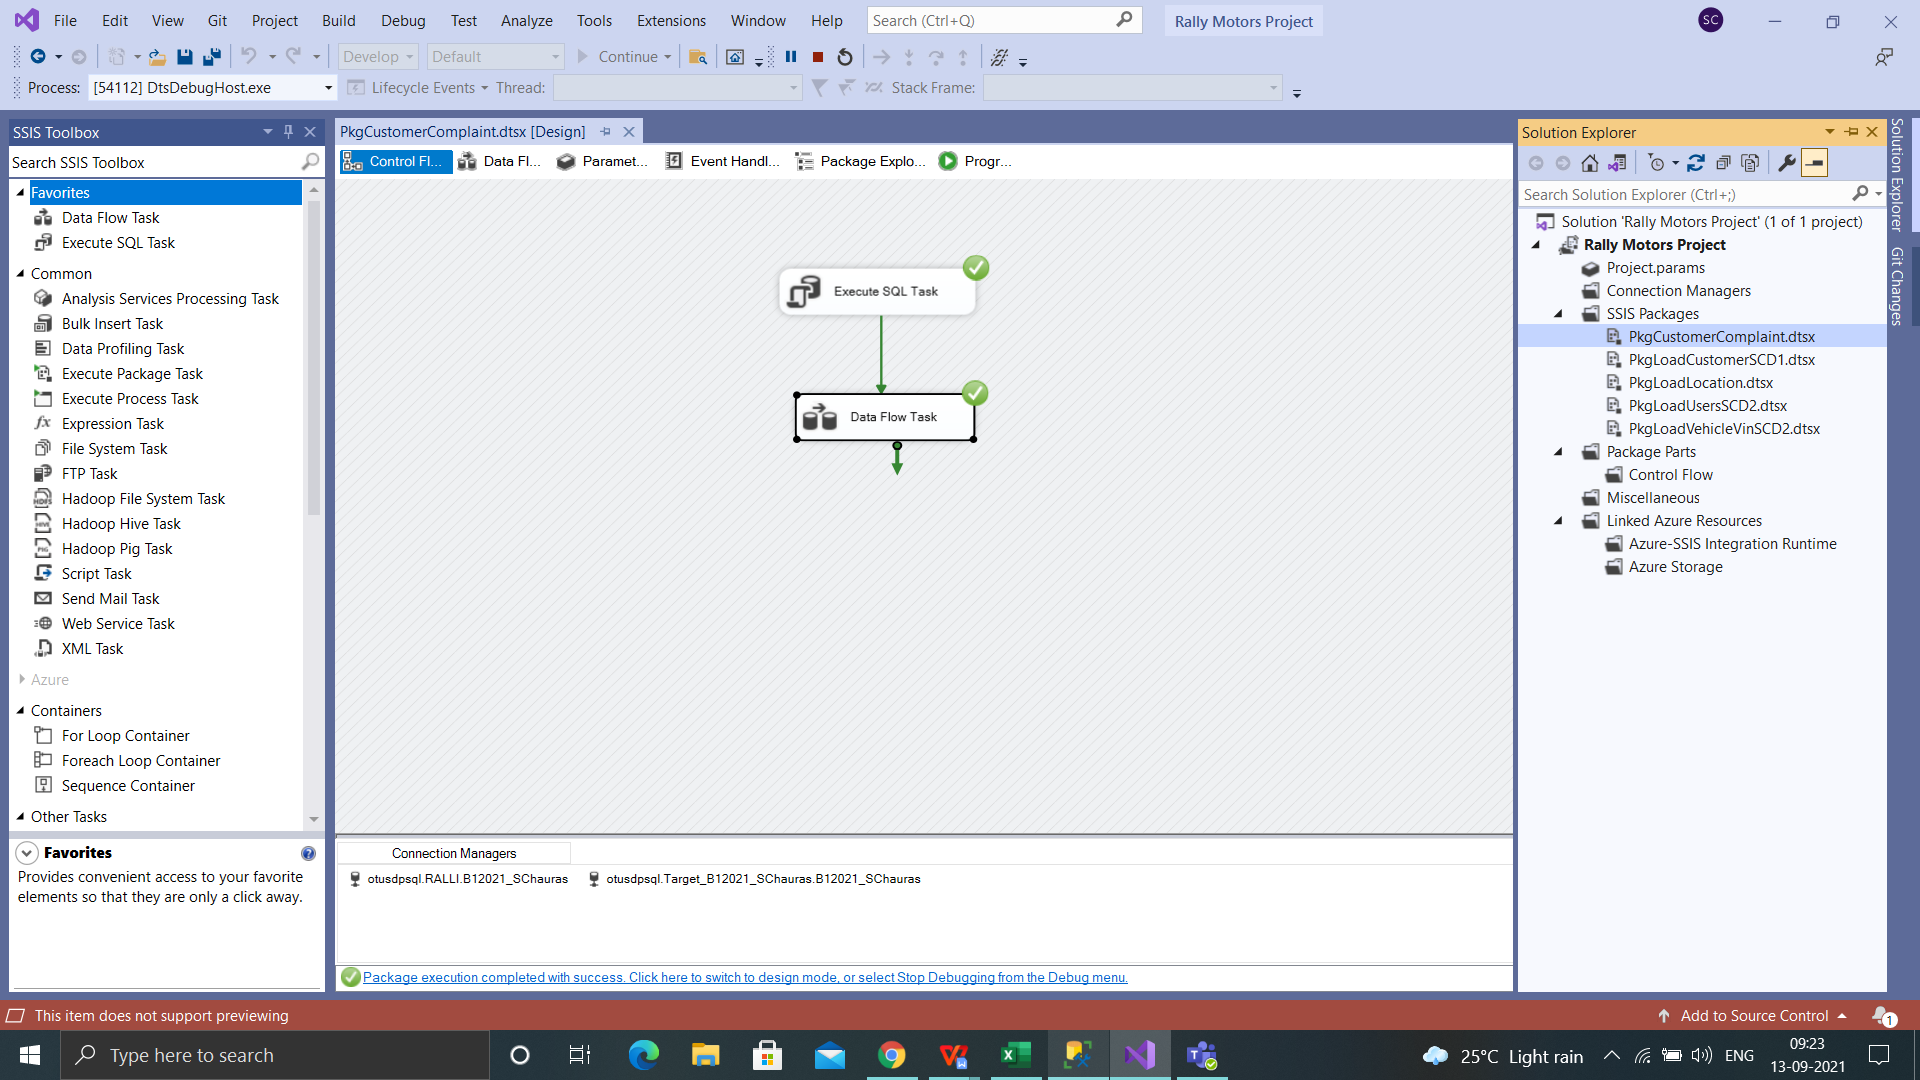 File Edit View Git Project Build Debug Test Analyze Tools Extensions Window Help Search (Ctrl+Q) Rally Motors Project SC
Develop Default Continue
Process: [54112] DtsDebugHost.exe Lifecycle Events Thread: Stack Frame:
SSIS Toolbox
Search SSIS Toolbox
Favorites
Data Flow Task
Execute SQL Task
Common
Analysis Services Processing Task
Bulk Insert Task
Data Profiling Task
Execute Package Task
Execute Process Task
Expression Task
File System Task
FTP Task
Hadoop File System Task
Hadoop Hive Task
Hadoop Pig Task
Script Task
Send Mail Task
Web Service Task
XML Task
Azure
Containers
For Loop Container
Foreach Loop Container
Sequence Container
Other Tasks
Favorites
Provides convenient access to your favorite
elements so that they are only a click away.
PkgCustomerComplaint.dtsx [Design]
Control Fl... Data Fl... Paramet... Event Handl... Package Explo... Progr...
Execute SQL Task
Data Flow Task
Connection Managers
otusdpsql.RALLI.B12021_SChauras otusdpsql.Target_B12021_SChauras.B12021_SChauras
Package execution completed with success. Click here to switch to design mode, or select Stop Debugging from the Debug menu.
Solution Explorer
Search Solution Explorer (Ctrl+;)
Solution 'Rally Motors Project' (1 of 1 project)
Rally Motors Project
Project.params
Connection Managers
SSIS Packages
PkgCustomerComplaint.dtsx
PkgLoadCustomerSCD1.dtsx
PkgLoadLocation.dtsx
PkgLoadUsersSCD2.dtsx
PkgLoadVehicleVinSCD2.dtsx
Package Parts
Control Flow
Miscellaneous
Linked Azure Resources
Azure-SSIS Integration Runtime
Azure Storage
Solution Explorer
Git Changes
This item does not support previewing Add to Source Control 1
Type here to search 25°C Light rain ENG 09:23
13-09-2021